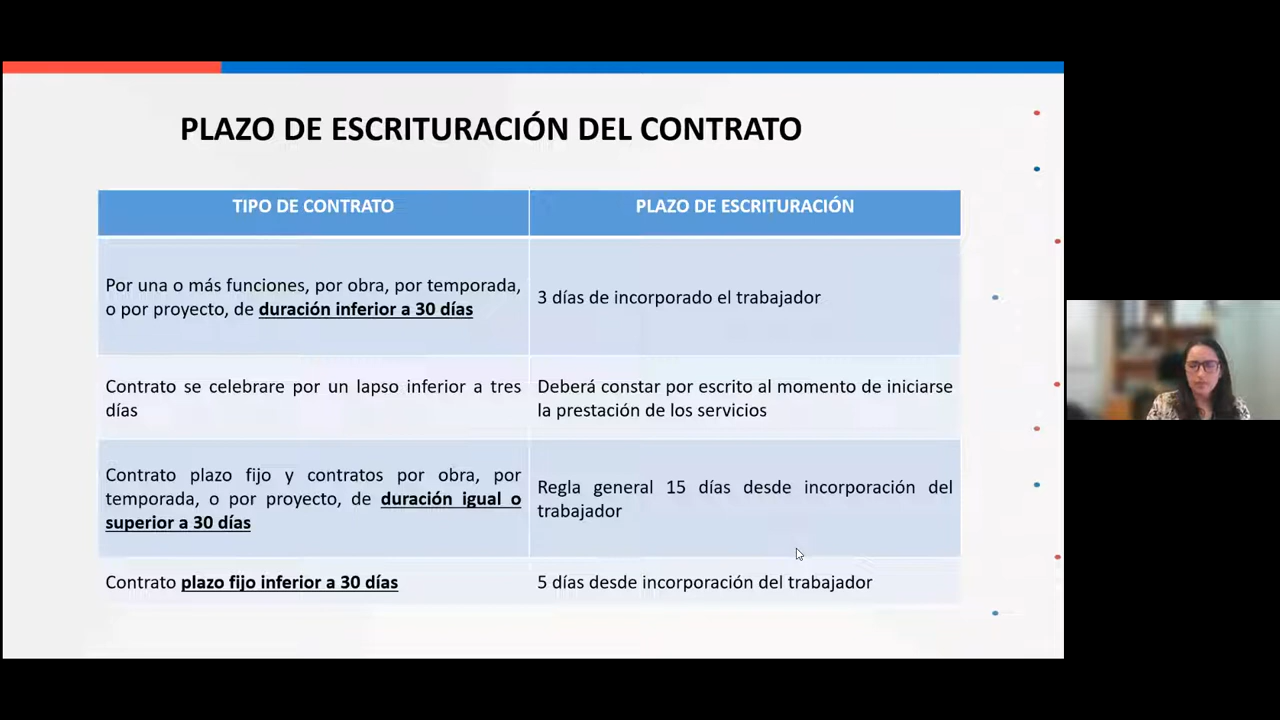 PLAZO DE ESCRITURACIÓN DEL CONTRATO
TIPO DE CONTRATO
PLAZO DE ESCRITURACIÓN
Por una o más funciones, por obra, por temporada,
o por proyecto, de duración inferior a 30 días
3 días de incorporado el trabajador
Contrato se celebrare por un lapso inferior a tres
días
Deberá constar por escrito al momento de iniciarse
la prestación de los servicios
Contrato plazo fijo y contratos por obra, por
temporada, o por proyecto, de duración igual o
superior a 30 días
Regla general 15 días desde incorporación del
trabajador
Contrato plazo fijo inferior a 30 días
5 días desde incorporación del trabajador